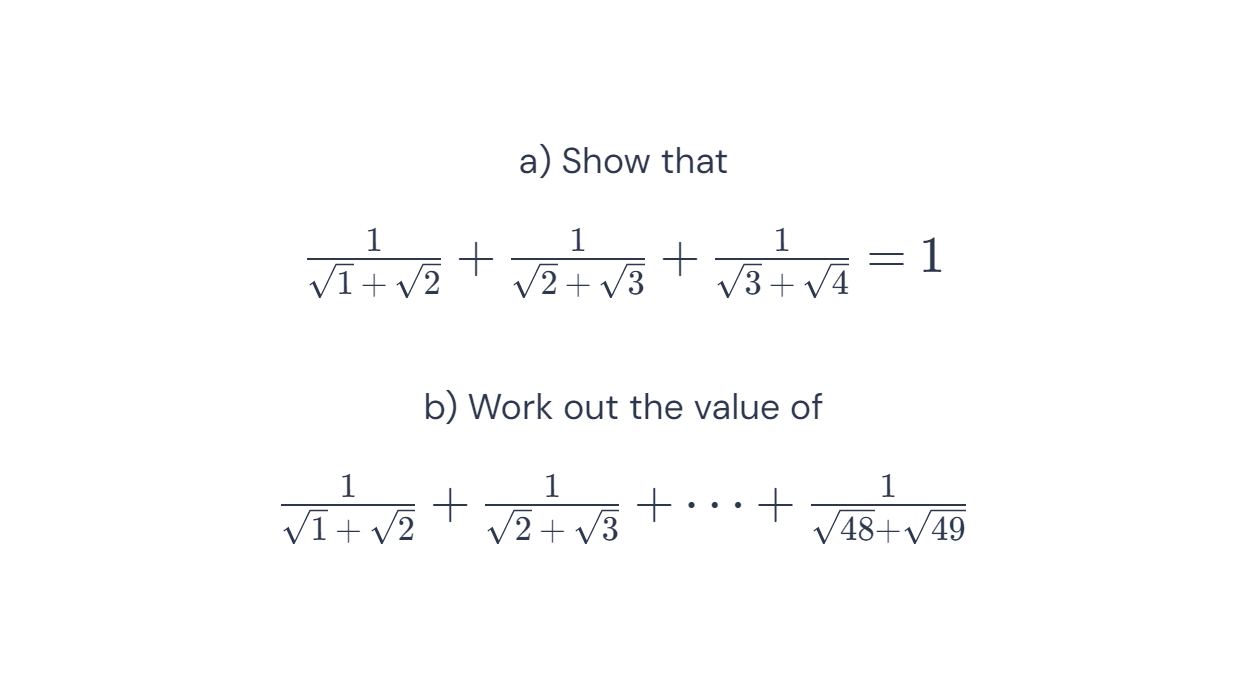 a) Show that
1/(√1 + √2) + 1/(√2 + √3) + 1/(√3 + √4) = 1
b) Work out the value of
1/(√1 + √2) + 1/(√2 + √3) + ⋯ + 1/(√48+√49)